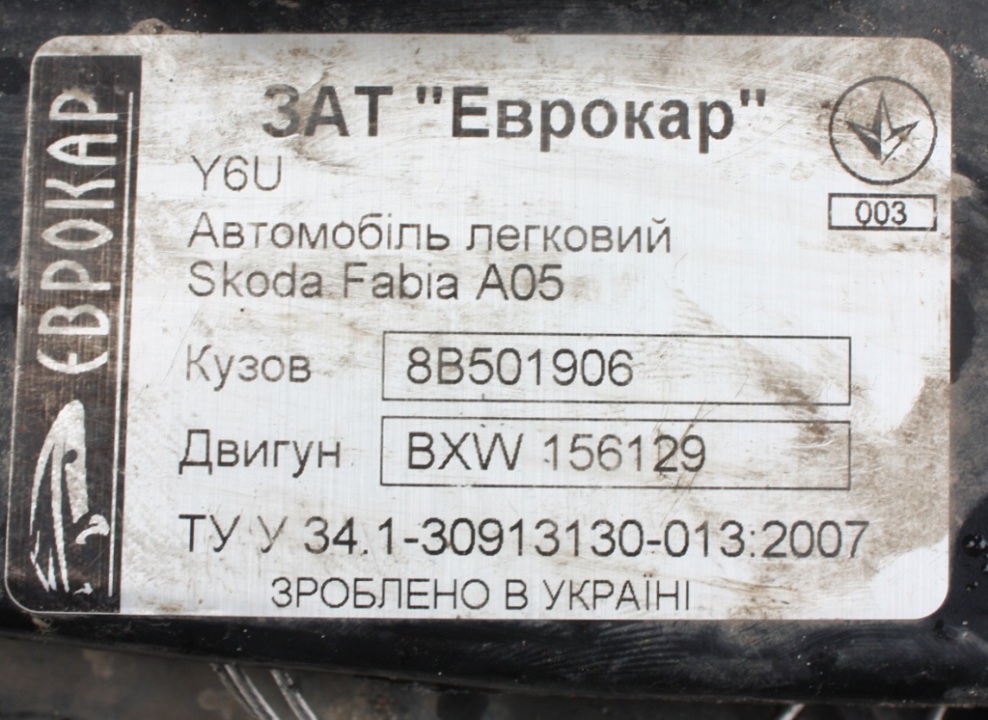 ЄВРОКАР
ЗАТ "Еврокар"
Y6U
003
Автомобіль легковий
Skoda Fabia A05
Кузов 8B501906
Двигун BXW 156129
ТУ У 34.1-30913130-013:2007
ЗРОБЛЕНО В УКРАЇНІ